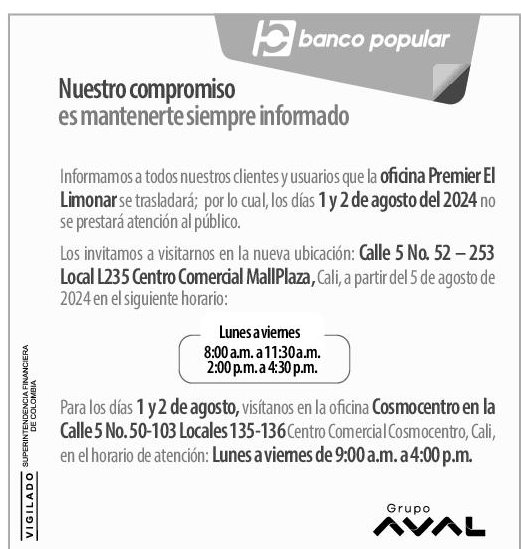 banco popular
Nuestro compromiso
es mantenerte siempre informado
Informamos a todos nuestros clientes y usuarios que la oficina Premier El
Limonar se trasladará; por lo cual, los días 1 y 2 de agosto del 2024 no
se prestará atención al público.
Los invitamos a visitarnos en la nueva ubicación: Calle 5 No. 52 – 253
Local L235 Centro Comercial MallPlaza, Cali, a partir del 5 de agosto de
2024 en el siguiente horario:
Lunes a viernes
8:00 a.m. a 11:30 a.m.
2:00 p.m. a 4:30 p.m.
Para los días 1 y 2 de agosto, visítanos en la oficina Cosmocentro en la
Calle 5 No. 50-103 Locales 135-136 Centro Comercial Cosmocentro, Cali,
en el horario de atención: Lunes a viernes de 9:00 a.m. a 4:00 p.m.
VIGILADO
SUPERINTENDENCIA FINANCIERA
DE COLOMBIA
Grupo
AVAL